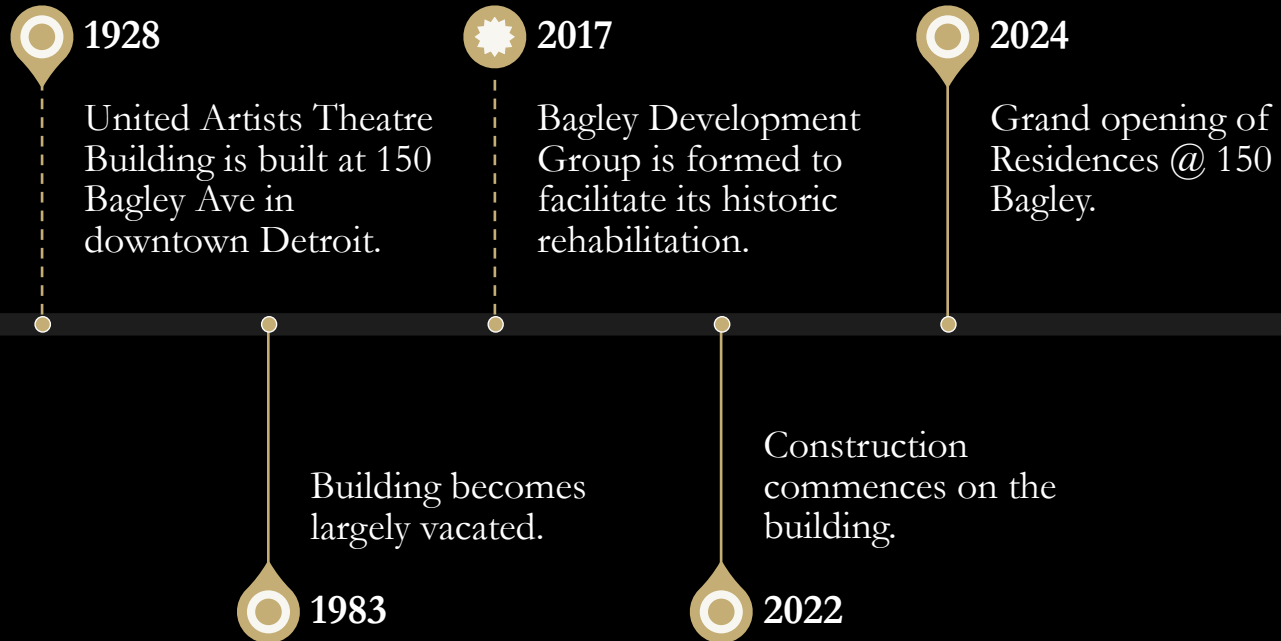 1928
United Artists Theatre
Building is built at 150
Bagley Ave in
downtown Detroit.
2017
Bagley Development
Group is formed to
facilitate its historic
rehabilitation.
2024
Grand opening of
Residences @ 150
Bagley.
Building becomes
largely vacated.
1983
Construction
commences on the
building.
2022